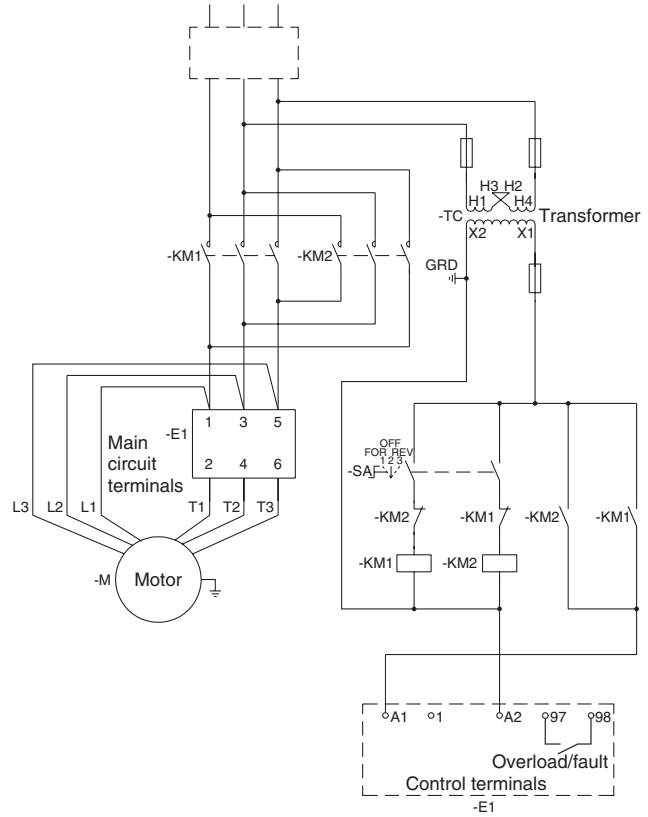 H3 H2
H1 H4
-TC Transformer
X2 X1
-KM1 -KM2
GRD
1 3 5
-E1
Main
circuit
terminals
2 4 6
OFF
FOR REV
1 2 3
-SA
L3 L2 L1 T1 T2 T3
-KM2 -KM1 -KM2 -KM1
-KM1 -KM2
-M Motor
A1 1 A2 97 98
Overload/fault
Control terminals
-E1